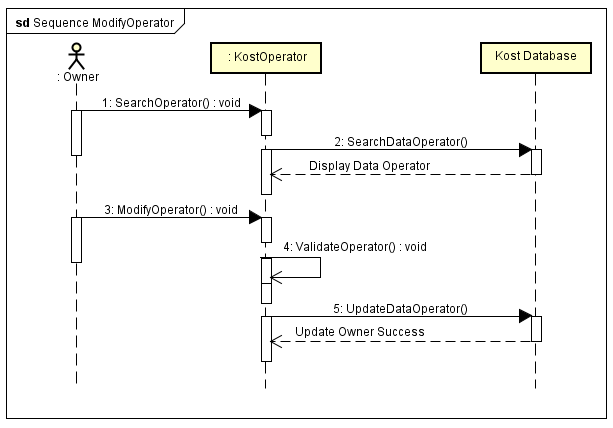 sd Sequence ModifyOperator
: Owner
: KostOperator
Kost Database
1: SearchOperator() : void
2: SearchDataOperator()
Display Data Operator
3: ModifyOperator() : void
4: ValidateOperator() : void
5: UpdateDataOperator()
Update Owner Success